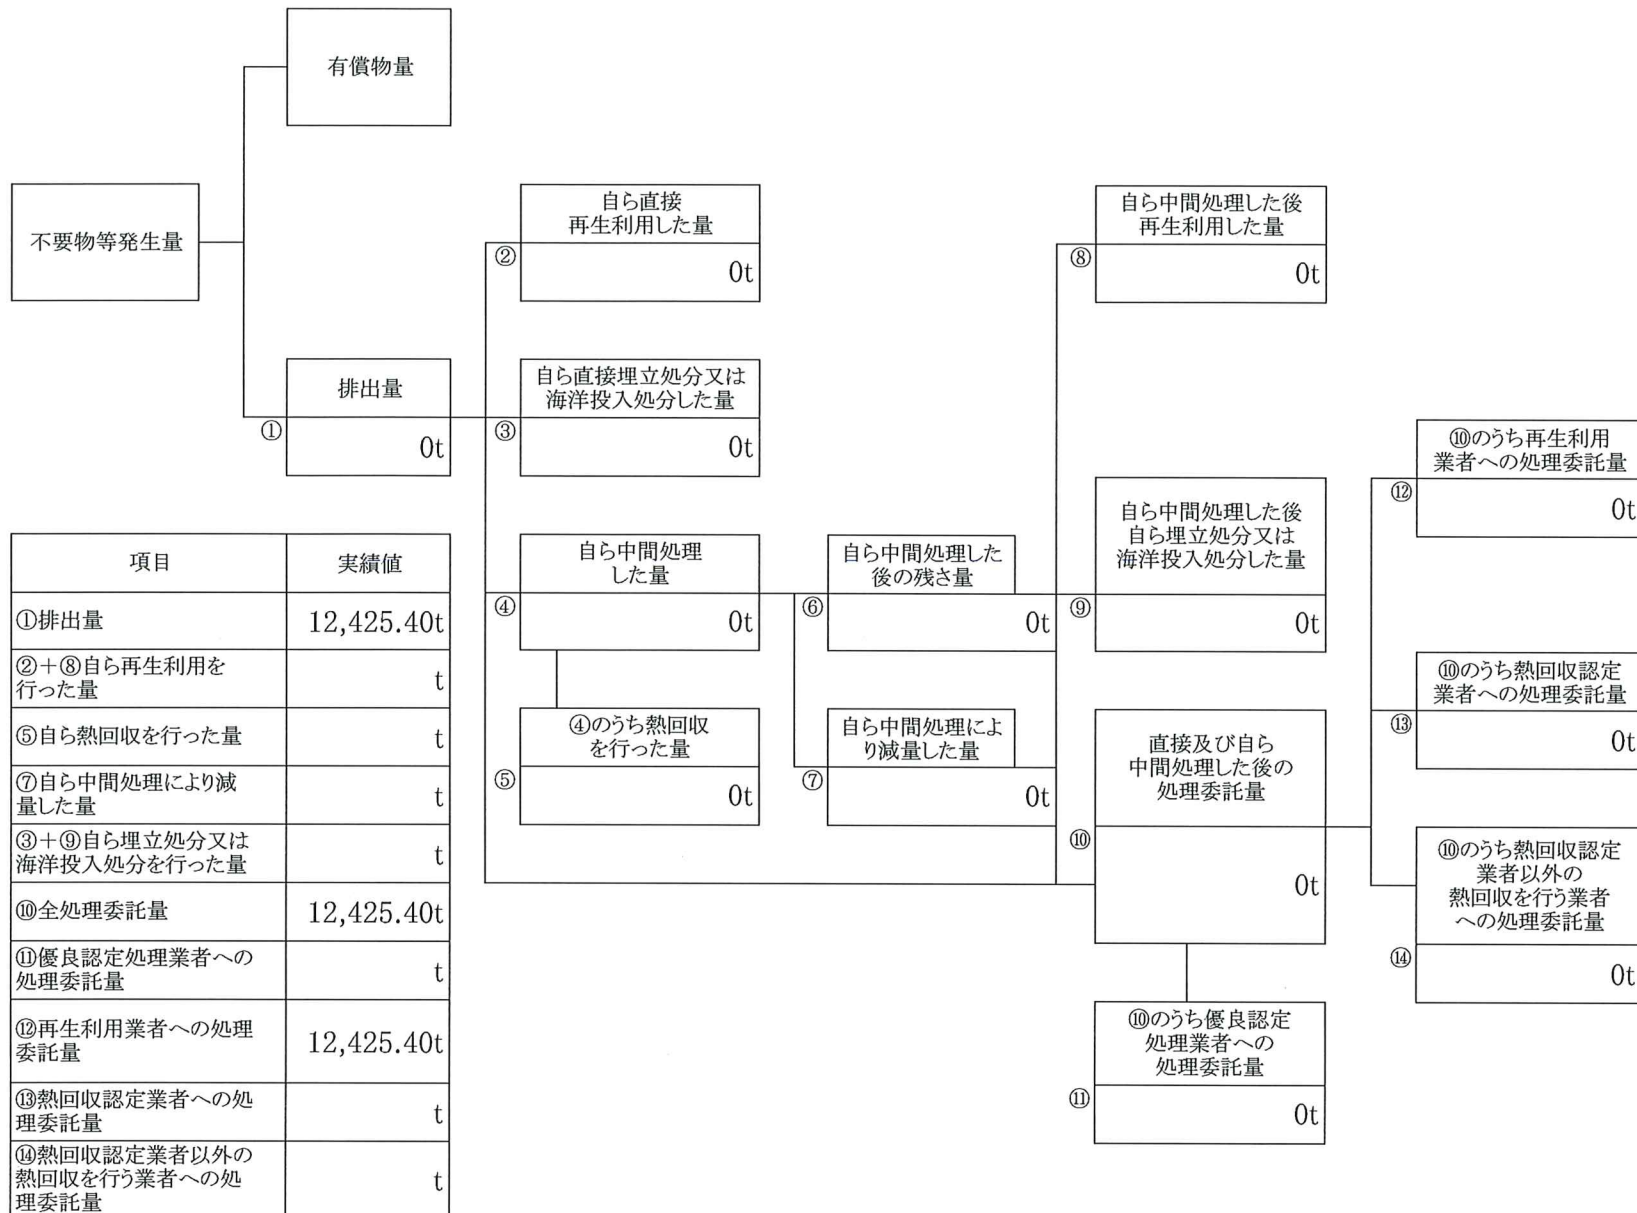 有償物量
不要物等発生量
自ら直接
再生利用した量
②
0t
自ら中間処理した後
再生利用した量
⑧
0t
排出量
①
0t
自ら直接埋立処分又は
海洋投入処分した量
③
0t
⑩のうち再生利用
業者への処理委託量
⑫
0t
自ら中間処理
した量
④
0t
自ら中間処理した
後の残さ量
⑥
0t
自ら中間処理した後
自ら埋立処分又は
海洋投入処分した量
⑨
0t
④のうち熱回収
を行った量
⑤
0t
自ら中間処理によ
り減量した量
⑦
0t
直接及び自ら
中間処理した後の
処理委託量
⑩
0t
⑩のうち熱回収認定
業者への処理委託量
⑬
0t
⑩のうち熱回収認定
業者以外の
熱回収を行う業者
への処理委託量
⑭
0t
⑩のうち優良認定
処理業者への
処理委託量
⑪
0t
項目 実績値
①排出量 12,425.40t
②+⑧自ら再生利用を
行った量 t
⑤自ら熱回収を行った量 t
⑦自ら中間処理により減
量した量 t
③+⑨自ら埋立処分又は
海洋投入処分を行った量 t
⑩全処理委託量 12,425.40t
⑪優良認定処理業者への
処理委託量 t
⑫再生利用業者への処理
委託量 12,425.40t
⑬熱回収認定業者への処
理委託量 t
⑭熱回収認定業者以外の
熱回収を行う業者への処
理委託量 t